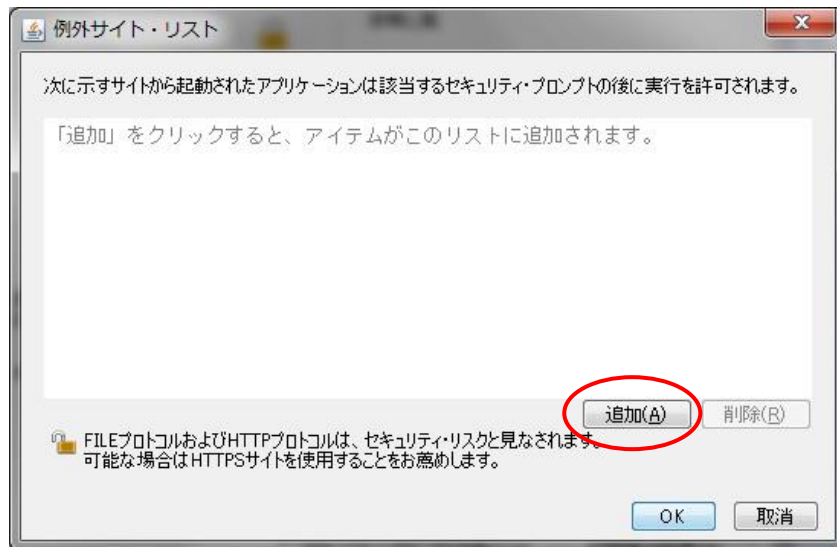 例外サイト・リスト
次に示すサイトから起動されたアプリケーションは該当するセキュリティ・プロンプトの後に実行を許可されます。
「追加」をクリックすると、アイテムがこのリストに追加されます。
追加(A)
削除(R)
FILEプロトコルおよびHTTPプロトコルは、セキュリティ・リスクと見なされます。
可能な場合はHTTPSサイトを使用することをお薦めします。
OK
取消